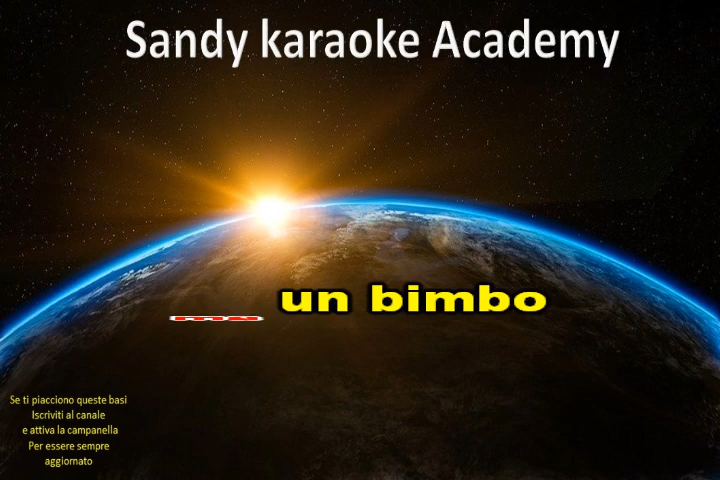 Sandy karaoke Academy
un bimbo
Se ti piacciono queste basi
Iscriviti al canale
e attiva la campanella
Per essere sempre
aggiornato